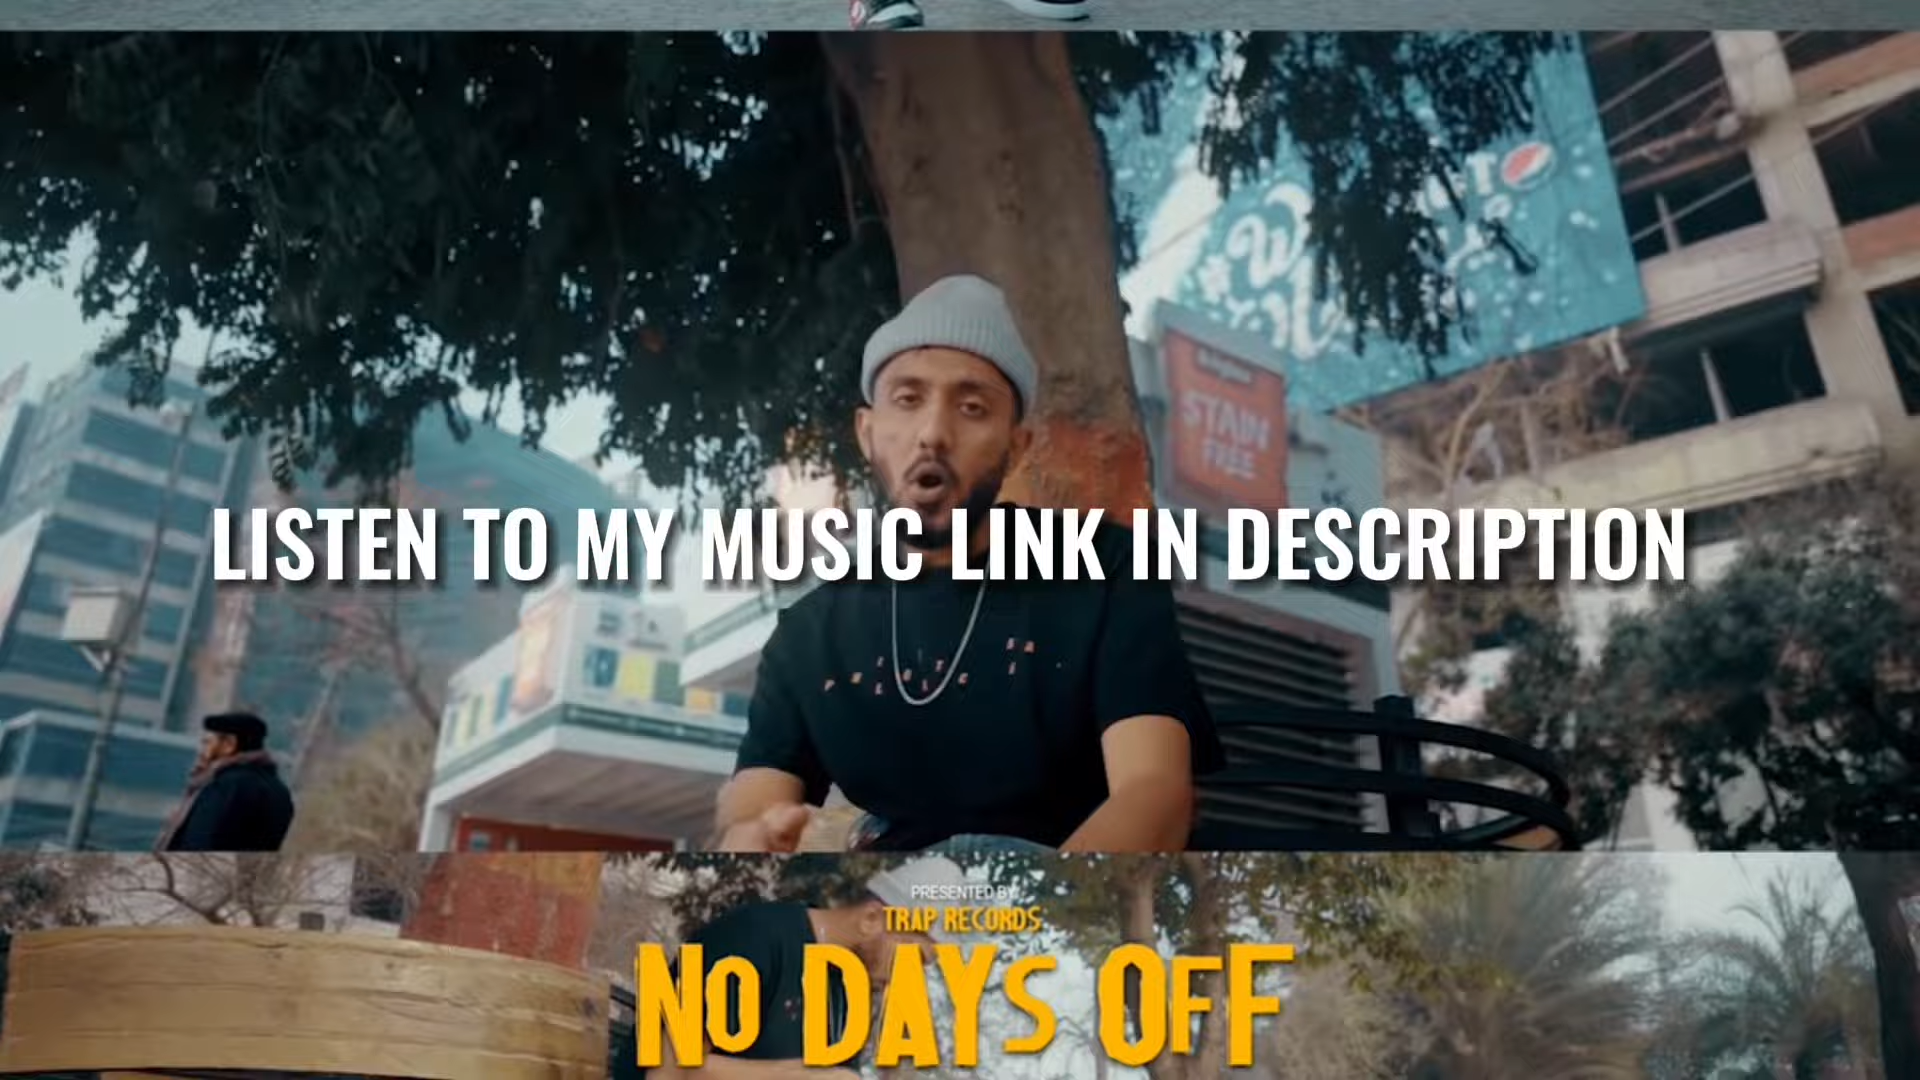 STAIN
FREE
LISTEN TO MY MUSIC LINK IN DESCRIPTION
PRESENTED BY
TRAP RECORDS
NO DAYS OFF